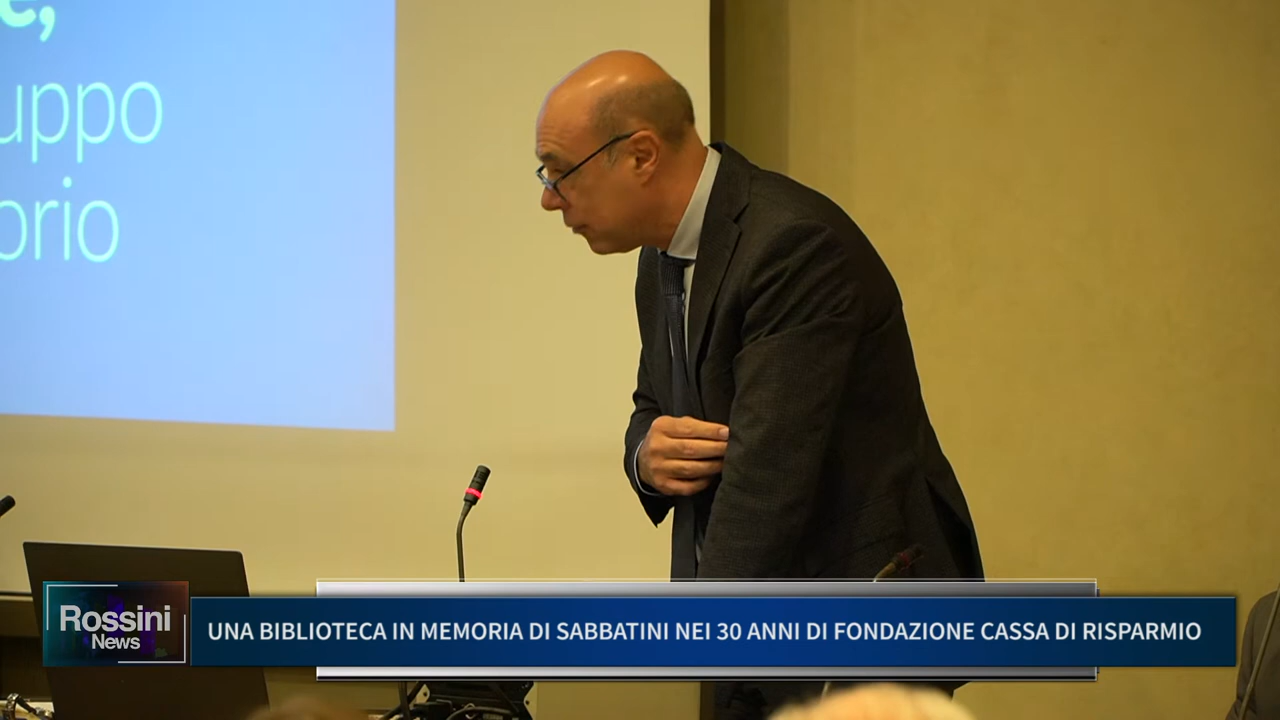 e,
uppo
orio
Rossini
News
UNA BIBLIOTECA IN MEMORIA DI SABBATINI NEI 30 ANNI DI FONDAZIONE CASSA DI RISPARMIO